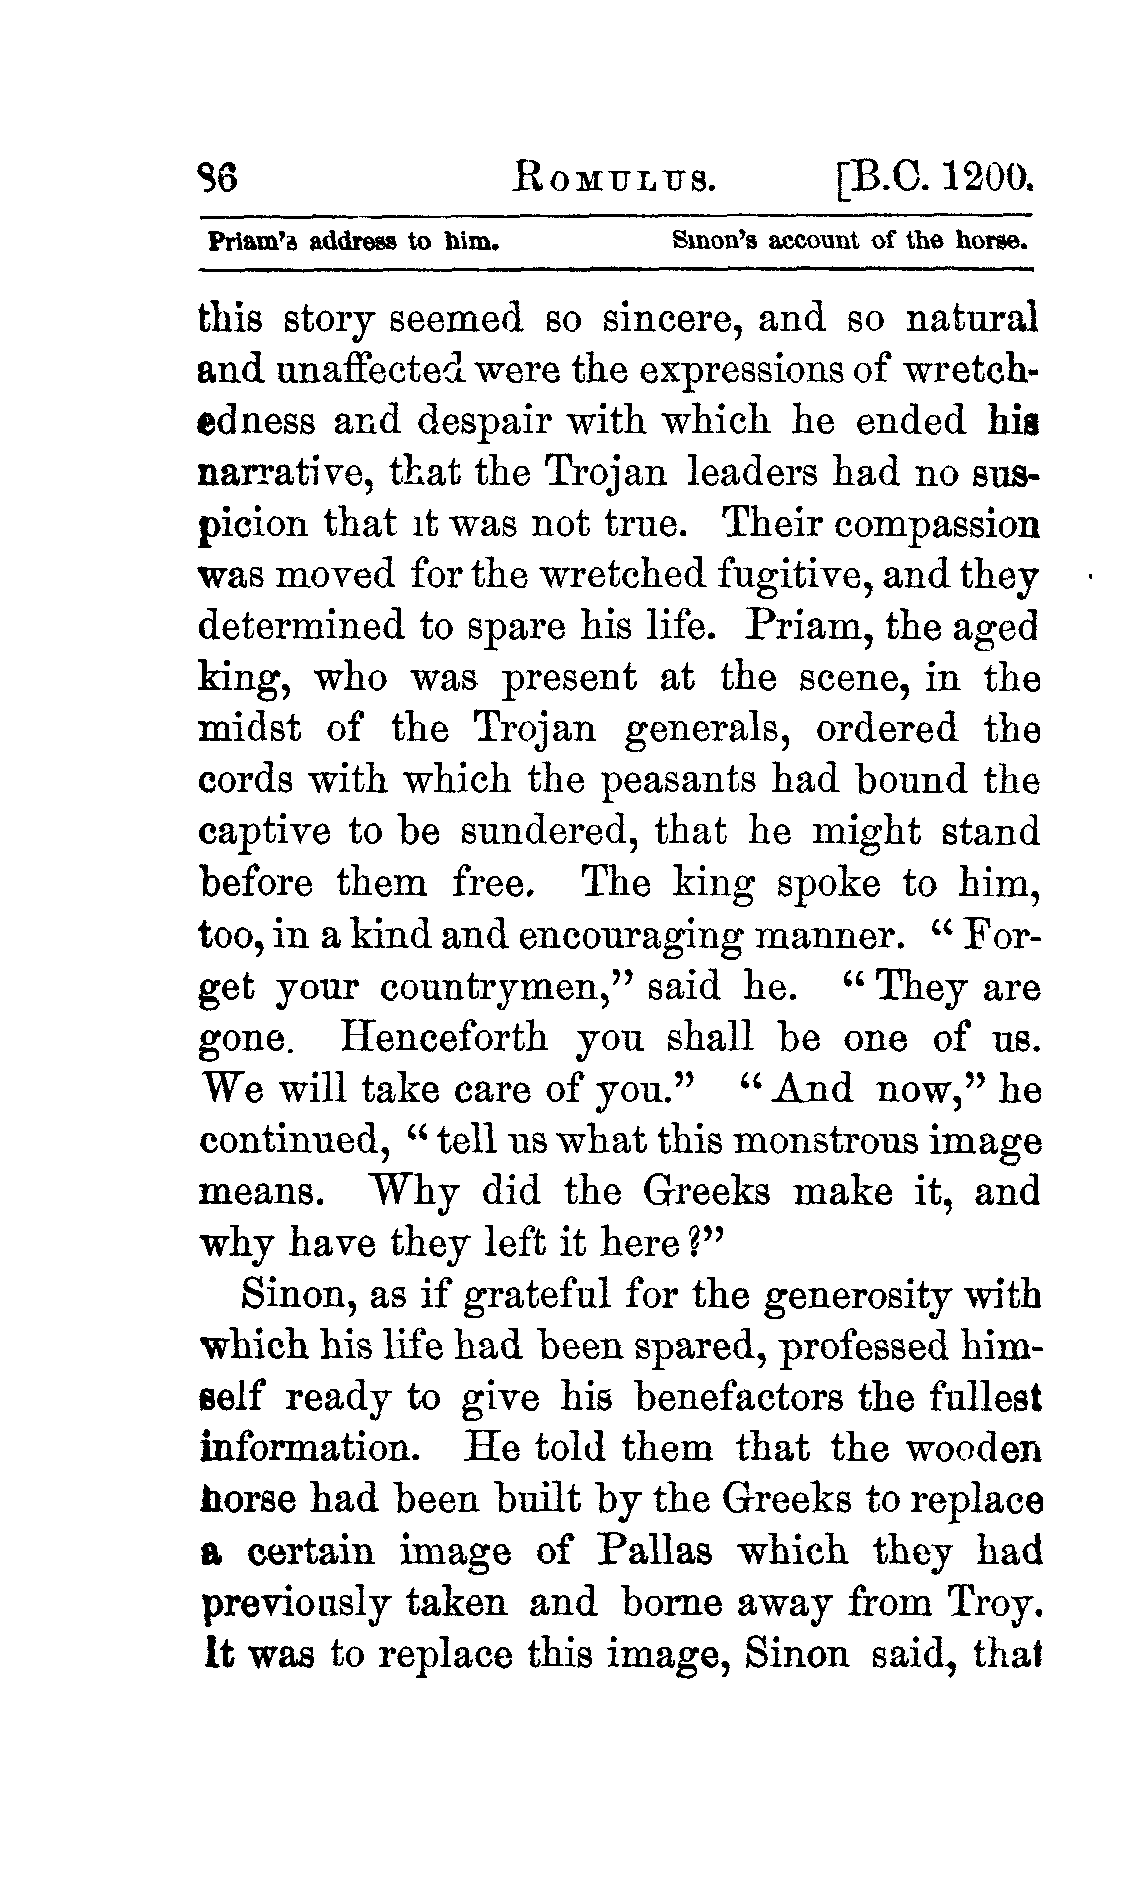 86 ROMULUS. [B.C. 1200.
Priam's address to him. Sinon's account of the horse.
this story seemed so sincere, and so natural
and unaffected were the expressions of wretch-
edness and despair with which he ended his
narrative, that the Trojan leaders had no sus-
picion that it was not true. Their compassion
was moved for the wretched fugitive, and they
determined to spare his life. Priam, the aged
king, who was present at the scene, in the
midst of the Trojan generals, ordered the
cords with which the peasants had bound the
captive to be sundered, that he might stand
before them free. The king spoke to him,
too, in a kind and encouraging manner. “For-
get your countrymen,” said he. “They are
gone. Henceforth you shall be one of us.
We will take care of you.” “And now,” he
continued, “tell us what this monstrous image
means. Why did the Greeks make it, and
why have they left it here?”
Sinon, as if grateful for the generosity with
which his life had been spared, professed him-
self ready to give his benefactors the fullest
information. He told them that the wooden
horse had been built by the Greeks to replace
a certain image of Pallas which they had
previously taken and borne away from Troy.
It was to replace this image, Sinon said, that